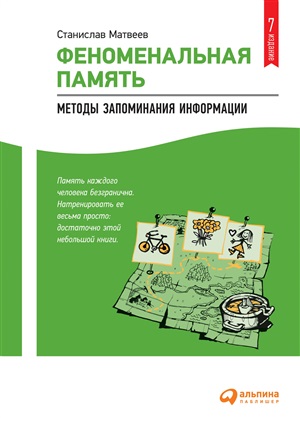 Станислав Матвеев
7 издание
ФЕНОМЕНАЛЬНАЯ
ПАМЯТЬ
МЕТОДЫ ЗАПОМИНАНИЯ ИНФОРМАЦИИ
Память каждого
человека безгранична.
Натренировать ее
весьма просто:
достаточно этой
небольшой книги.
альпина
ПАБЛИШЕР